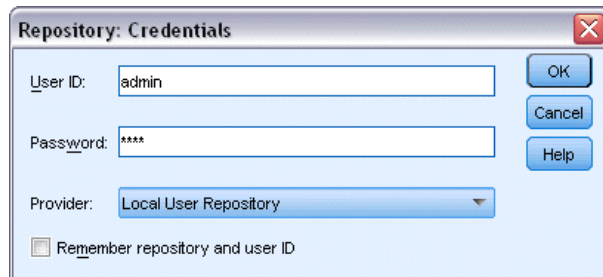 Repository: Credentials
User ID: admin
OK
Cancel
Password: ****
Help
Provider: Local User Repository
Remember repository and user ID